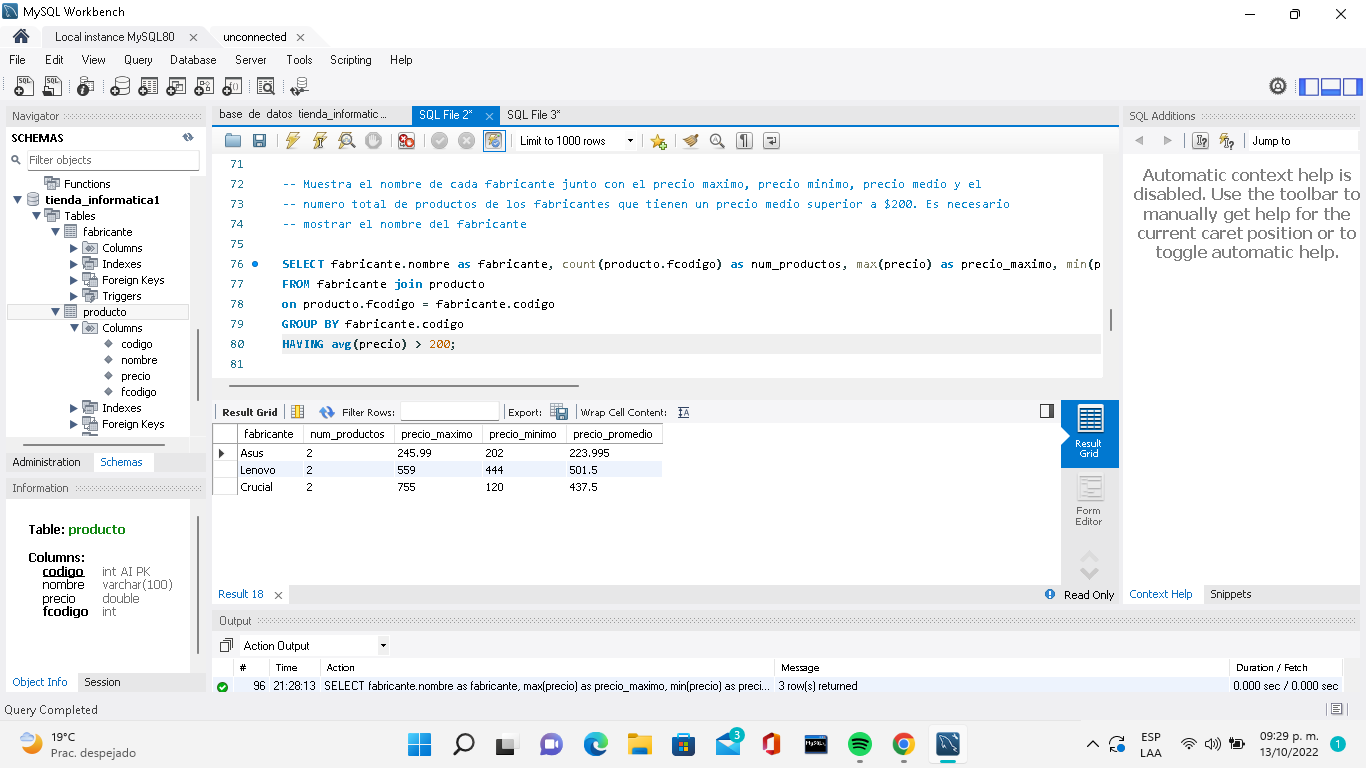 MySQL Workbench
Local instance MySQL80
unconnected
File Edit View Query Database Server Tools Scripting Help
Navigator
SCHEMAS
Filter objects
Functions
tienda_informatica1
Tables
fabricante
Columns
Indexes
Foreign Keys
Triggers
producto
Columns
codigo
nombre
precio
fcodigo
Indexes
Foreign Keys
Administration Schemas
Information
Table: producto
Columns:
codigo int AI PK
nombre varchar(100)
precio double
fcodigo int
Object Info Session
base de datos tienda_informatic ... SQL File 2* SQL File 3*
Limit to 1000 rows
71
72 -- Muestra el nombre de cada fabricante junto con el precio maximo, precio minimo, precio medio y el
73 -- numero total de productos de los fabricantes que tienen un precio medio superior a $200. Es necesario
74 -- mostrar el nombre del fabricante
75
76 SELECT fabricante.nombre as fabricante, count(producto.fcodigo) as num_productos, max(precio) as precio_maximo, min(p
77 FROM fabricante join producto
78 on producto.fcodigo = fabricante.codigo
79 GROUP BY fabricante.codigo
80 HAVING avg(precio) > 200;
81
Result Grid Filter Rows: Export: Wrap Cell Content:
fabricante num_productos precio_maximo precio_minimo precio_promedio
Asus 2 245.99 202 223.995
Lenovo 2 559 444 501.5
Crucial 2 755 120 437.5
Result Grid
Form Editor
Result 18
Read Only
SQL Additions
Jump to
Automatic context help is
disabled. Use the toolbar to
manually get help for the
current caret position or to
toggle automatic help.
Context Help Snippets
Output
Action Output
# Time Action Message Duration / Fetch
96 21:28:13 SELECT fabricante.nombre as fabricante, max(precio) as precio_maximo, min(precio) as preci... 3 row(s) returned 0.000 sec / 0.000 sec
Query Completed
19°C
Prac. despejado
3
ESP
LAA
09:29 p. m.
13/10/2022
1